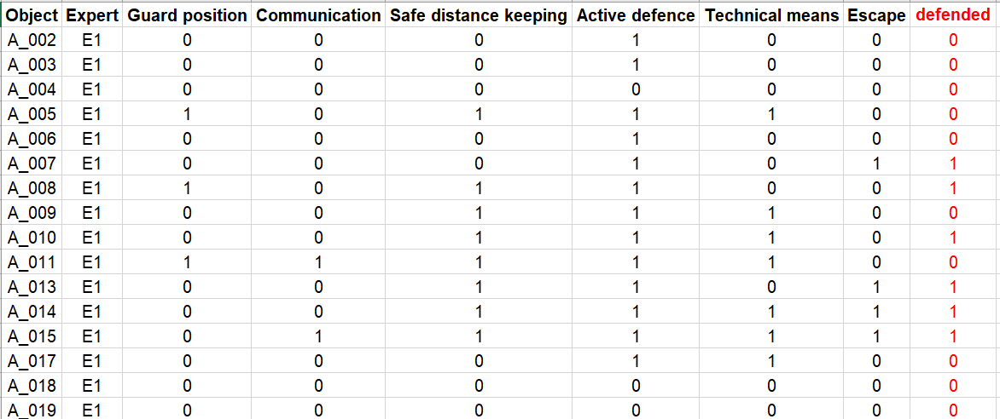 Object Expert Guard position Communication Safe distance keeping Active defence Technical means Escape defended
A_002 E1 0 0 0 1 0 0 0
A_003 E1 0 0 0 1 0 0 0
A_004 E1 0 0 0 0 0 0 0
A_005 E1 1 0 1 1 1 0 0
A_006 E1 0 0 0 1 0 0 0
A_007 E1 0 0 0 1 0 1 1
A_008 E1 1 0 1 1 0 0 1
A_009 E1 0 0 1 1 1 0 0
A_010 E1 0 0 1 1 1 0 1
A_011 E1 1 1 1 1 1 0 0
A_013 E1 0 0 1 1 0 1 1
A_014 E1 0 0 1 1 1 1 1
A_015 E1 0 1 1 1 1 1 1
A_017 E1 0 0 0 1 1 0 0
A_018 E1 0 0 0 0 0 0 0
A_019 E1 0 0 0 0 0 0 0